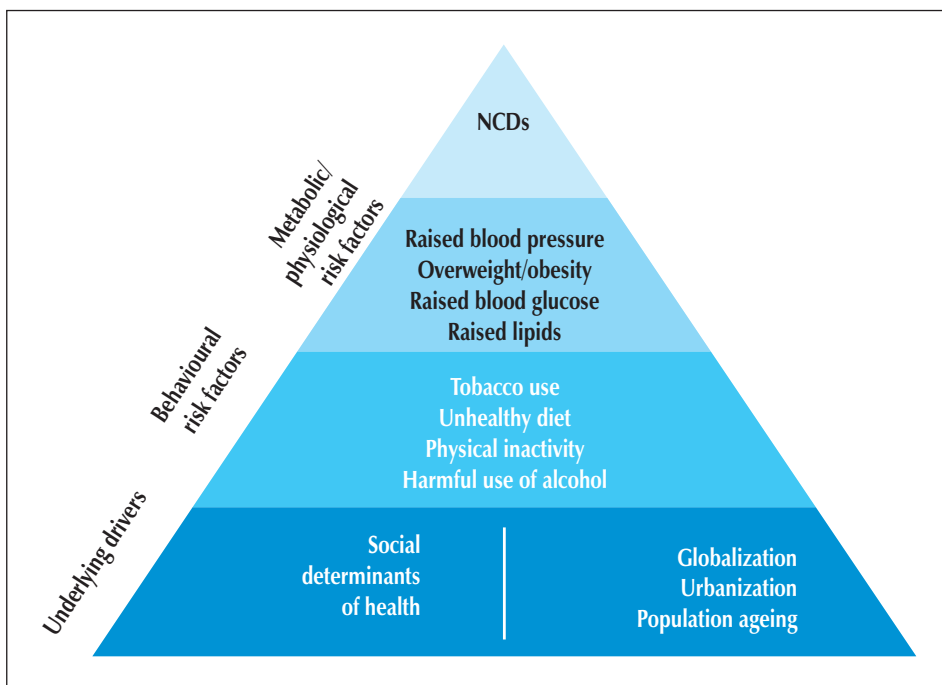 NCDs
Metabolic/
physiological
risk factors
Raised blood pressure
Overweight/obesity
Raised blood glucose
Raised lipids
Behavioural
risk factors
Tobacco use
Unhealthy diet
Physical inactivity
Harmful use of alcohol
Underlying drivers
Social
determinants
of health
Globalization
Urbanization
Population ageing